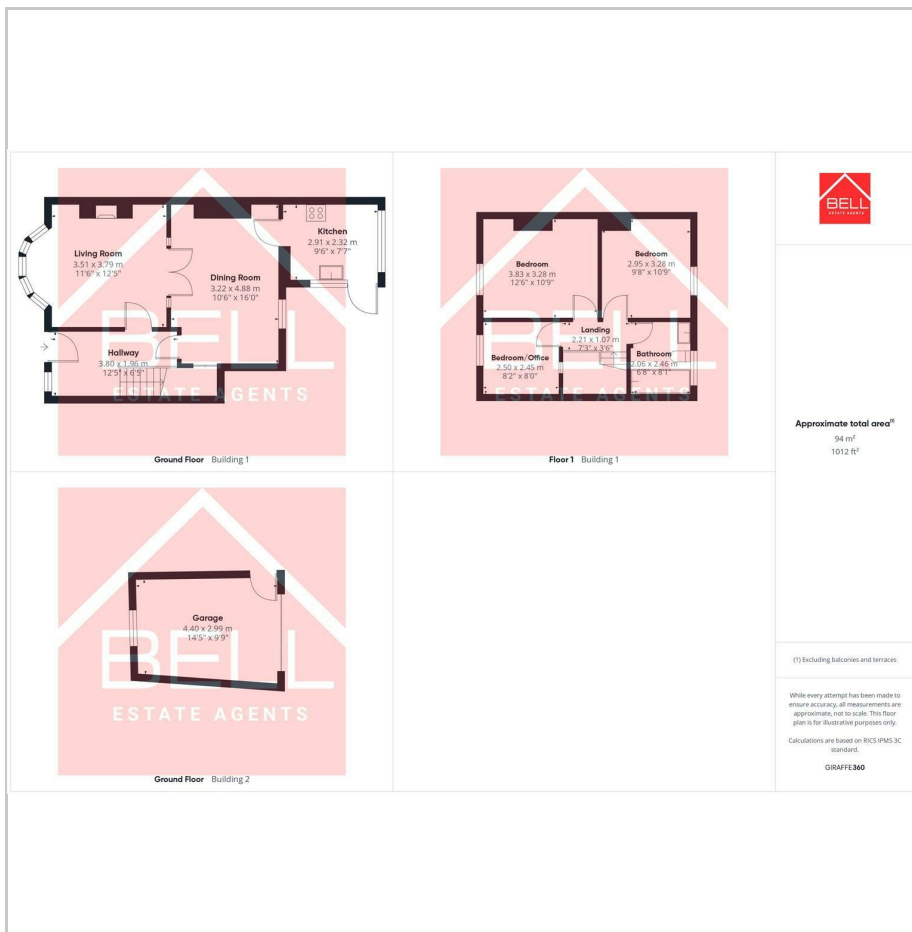 Living Room
3.51 x 3.79 m
11'6" x 12'5"
Dining Room
3.22 x 4.88 m
10'6" x 16'0"
Kitchen
2.91 x 2.32 m
9'6" x 7'7"
Hallway
3.80 x 1.96 m
12'5" x 6'5"
BELL
ESTATE AGENTS
Ground Floor Building 1
Bedroom
3.83 x 3.28 m
12'6" x 10'9"
Bedroom
2.95 x 3.28 m
9'8" x 10'9"
Landing
2.21 x 1.07 m
7'3" x 3'6"
Bedroom/Office
2.50 x 2.45 m
8'2" x 8'0"
Bathroom
2.06 x 2.46 m
6'8" x 8'1"
BELL
ESTATE AGENTS
Floor 1 Building 1
Garage
4.40 x 2.99 m
14'5" x 9'9"
BELL
ESTATE AGENTS
Ground Floor Building 2
BELL
ESTATE AGENTS
Approximate total area(1)
94 m²
1012 ft²
(1) Excluding balconies and terraces
While every attempt has been made to
ensure accuracy, all measurements are
approximate, not to scale. This floor
plan is for illustrative purposes only.
Calculations are based on RICS IPMS 3C
standard.
GIRAFFE360